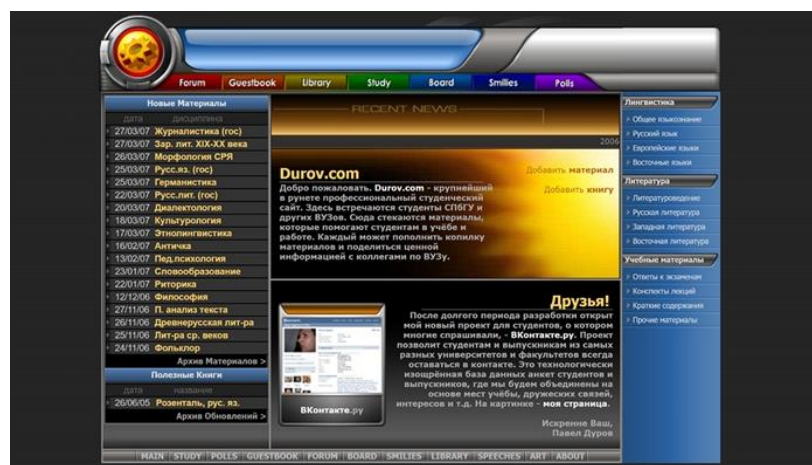 Forum Guestbook Library Study Board Smilies Polls
Новые Материалы
дата дисциплина
27/03/07 Журналистика (гос)
27/03/07 Зар. лит. XIX-XX века
26/03/07 Морфология СРЯ
25/03/07 Русс.яз. (гос)
25/03/07 Германистика
22/03/07 Русс.лит. (гос)
20/03/07 Диалектология
18/03/07 Культурология
17/03/07 Этнолингвистика
16/02/07 Античка
13/02/07 Пед.психология
23/01/07 Словообразование
22/01/07 Риторика
12/12/06 Философия
27/11/06 П. анализ текста
26/11/06 Древнерусская лит-ра
25/11/06 Лит-ра ср. веков
24/11/06 Фольклор
Архив Материалов >
Полезные Книги
дата название
26/06/05 Розенталь, рус. яз.
Архив Обновлений >
RECENT NEWS
2006
Durov.com
Добавить материал
Добавить книгу
Добро пожаловать. Durov.com - крупнейший
в рунете профессиональный студенческий
сайт. Здесь встречаются студенты СПбГУ и
других ВУЗов. Сюда стекаются материалы,
которые помогают студентам в учёбе и
работе. Каждый может пополнить копилку
материалов и поделиться ценной
информацией с коллегами по ВУЗу.
Друзья!
После долгого периода разработки открыт
мой новый проект для студентов, о котором
многие спрашивали, - ВКонтакте.ру. Проект
позволит студентам и выпускникам из самых
разных университетов и факультетов всегда
оставаться в контакте. Это технологически
изощрённая база данных анкет студентов и
выпускников, где мы будем объединены на
основе мест учёбы, дружеских связей,
интересов и т.д. На картинке - моя страница.
Искренне Ваш,
Павел Дуров
ВКонтакте.ру
Лингвистика
Общее языкознание
Русский язык
Европейские языки
Восточные языки
Литература
Литературоведение
Русская литература
Западная литература
Восточная литература
Учебные материалы
Ответы к экзаменам
Конспекты лекций
Краткие содержания
Прочие материалы
MAIN STUDY POLLS GUESTBOOK FORUM BOARD SMILIES LIBRARY SPEECHES ART ABOUT